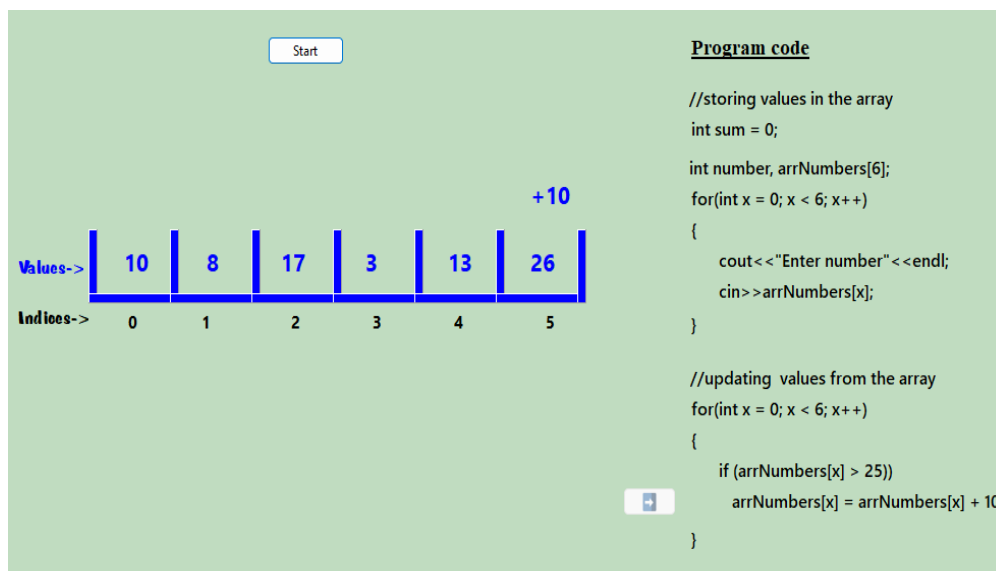 Start
+10
Values-> 10 8 17 3 13 26
Indices-> 0 1 2 3 4 5
Program code
//storing values in the array
int sum = 0;
int number, arrNumbers[6];
for(int x = 0; x < 6; x++)
{
cout<<"Enter number"<<endl;
cin>>arrNumbers[x];
}
//updating  values from the array
for(int x = 0; x < 6; x++)
{
if (arrNumbers[x] > 25))
arrNumbers[x] = arrNumbers[x] + 10
}